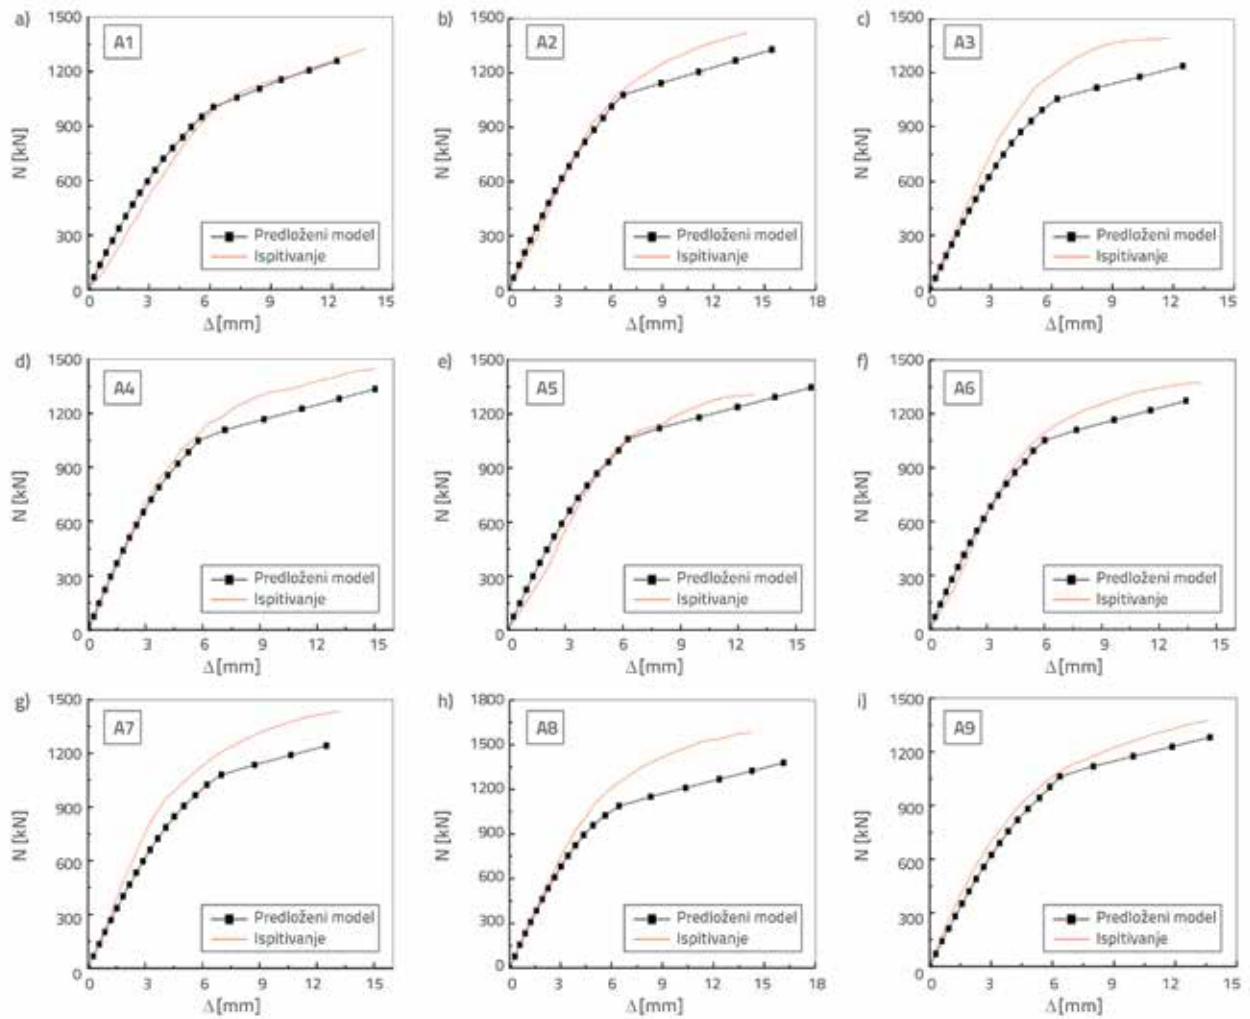 a)
A1
N [kN]
1500
1200
900
600
300
0
Predloženi model
Ispitivanje
0 3 6 9 12 15
Δ[mm]
b)
A2
N [kN]
1500
1200
900
600
300
0
Predloženi model
Ispitivanje
0 3 6 9 12 15 18
Δ[mm]
c)
A3
N [kN]
1500
1200
900
600
300
0
Predloženi model
Ispitivanje
0 3 6 9 12 15
Δ[mm]
d)
A4
N [kN]
1500
1200
900
600
300
0
Predloženi model
Ispitivanje
0 3 6 9 12 15
Δ[mm]
e)
A5
N [kN]
1500
1200
900
600
300
0
Predloženi model
Ispitivanje
0 3 6 9 12 15
Δ[mm]
f)
A6
N [kN]
1500
1200
900
600
300
0
Predloženi model
Ispitivanje
0 3 6 9 12 15
Δ[mm]
g)
A7
N [kN]
1500
1200
900
600
300
0
Predloženi model
Ispitivanje
0 3 6 9 12 15
Δ[mm]
h)
A8
N [kN]
1800
1500
1200
900
600
300
0
Predloženi model
Ispitivanje
0 3 6 9 12 15 18
Δ[mm]
i)
A9
N [kN]
1500
1200
900
600
300
0
Predloženi model
Ispitivanje
0 3 6 9 12 15
Δ[mm]